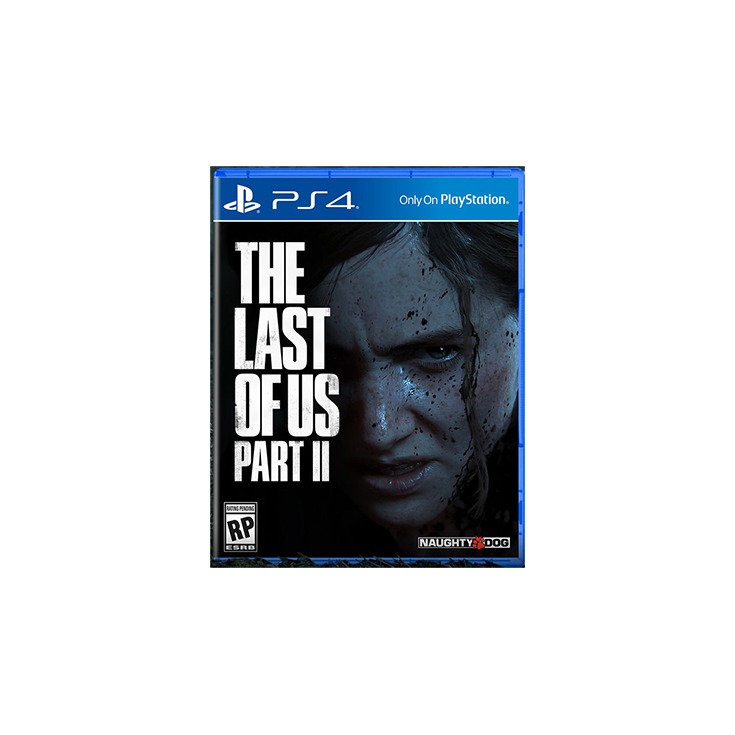 PS4
Only On PlayStation®
THE
LAST
OF US
PART II
RATING PENDING
RP
ESRB
NAUGHTY DOG